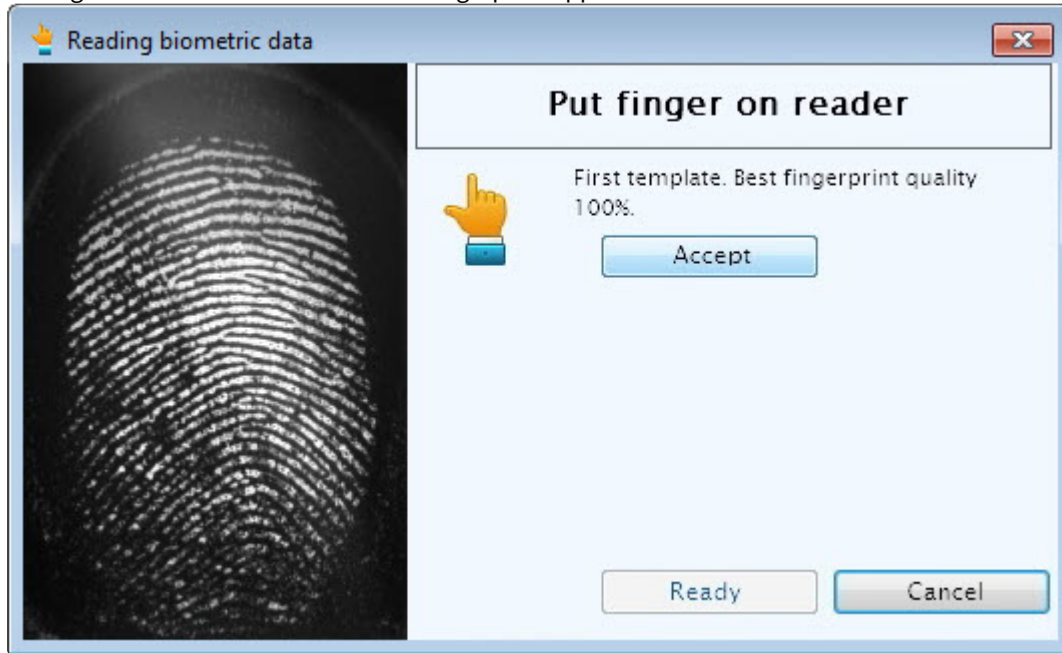 Reading biometric data
Put finger on reader
First template. Best fingerprint quality
100%.
Accept
Ready
Cancel